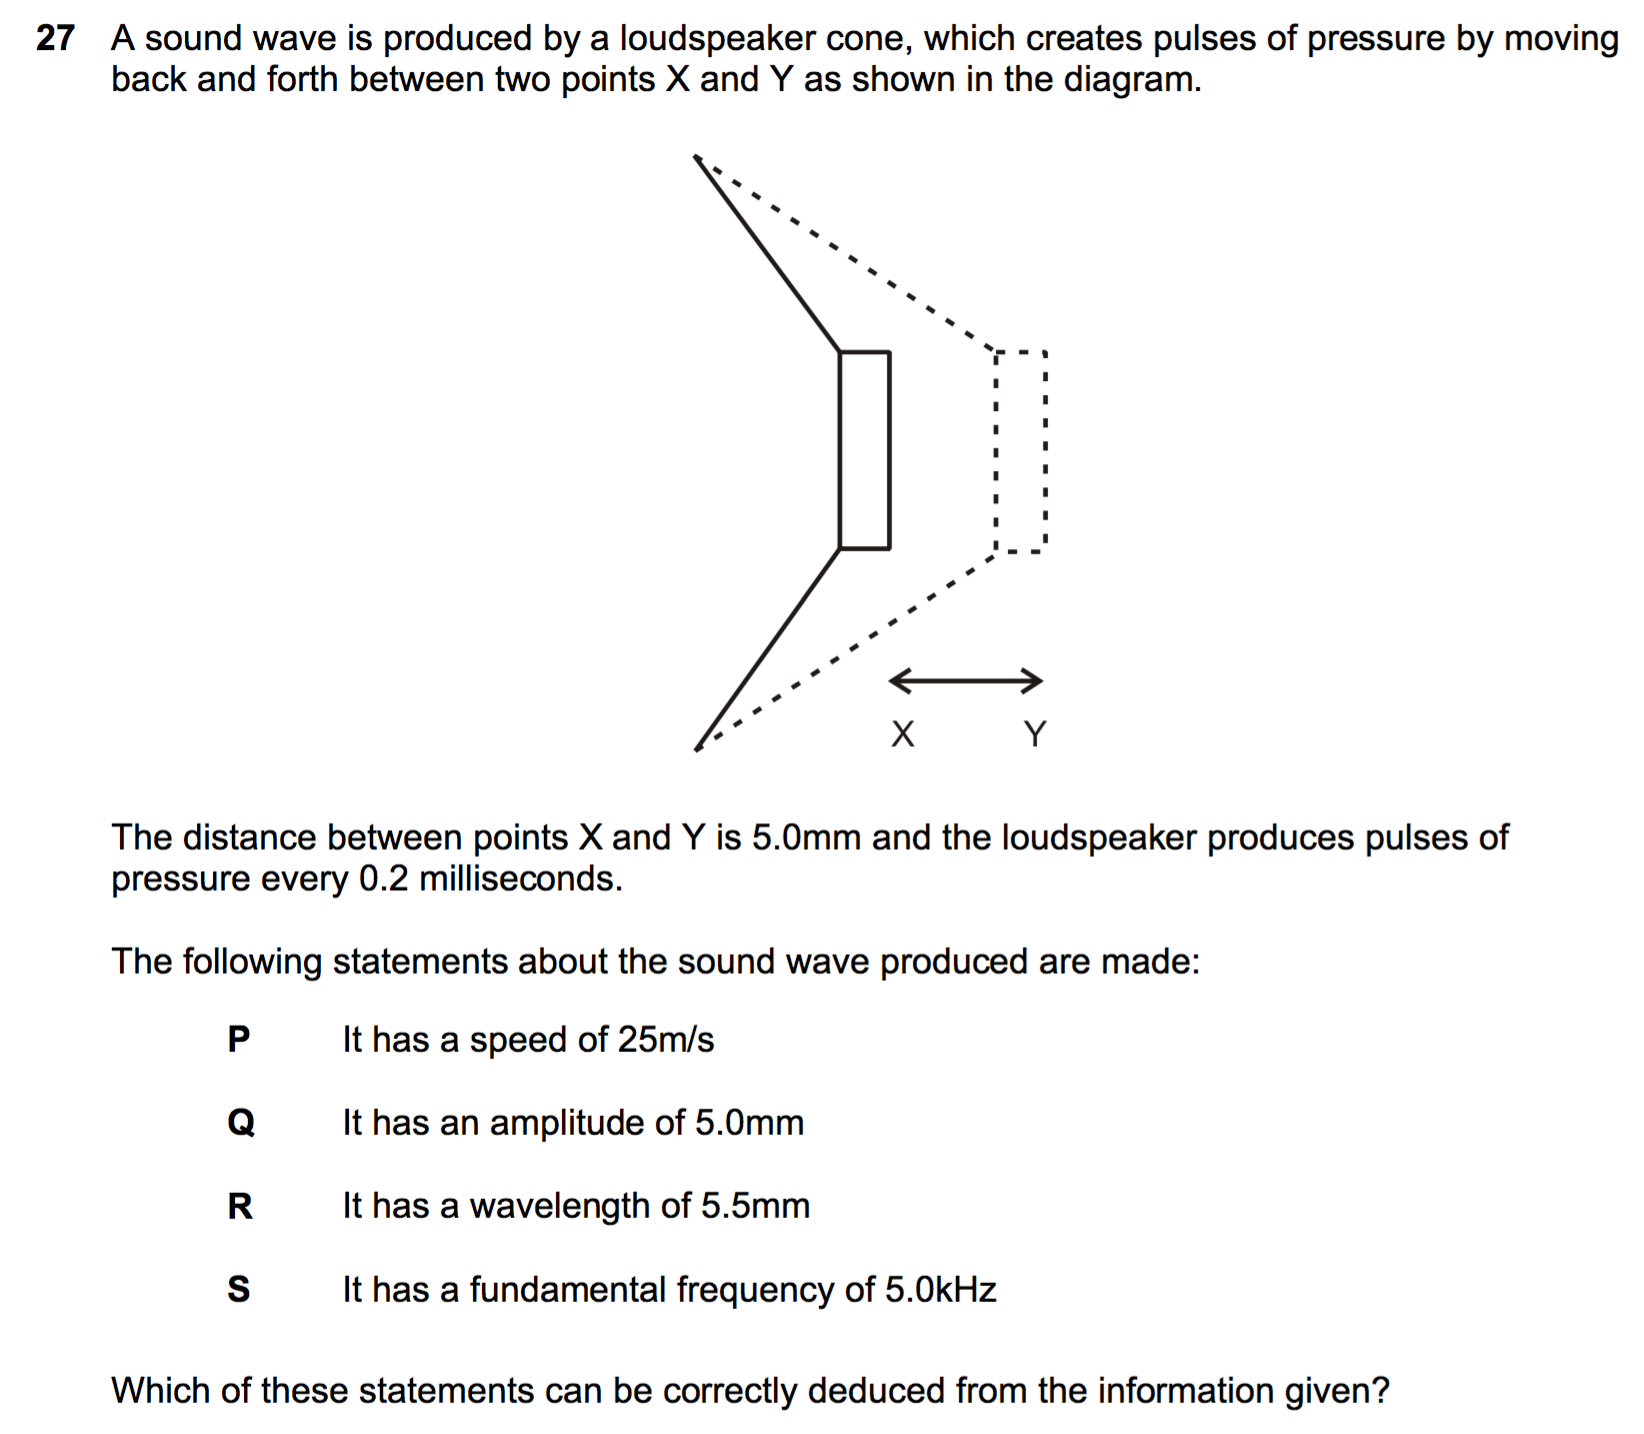 27 A sound wave is produced by a loudspeaker cone, which creates pulses of pressure by moving
back and forth between two points X and Y as shown in the diagram.
X Y
The distance between points X and Y is 5.0mm and the loudspeaker produces pulses of
pressure every 0.2 milliseconds.
The following statements about the sound wave produced are made:
P It has a speed of 25m/s
Q It has an amplitude of 5.0mm
R It has a wavelength of 5.5mm
S It has a fundamental frequency of 5.0kHz
Which of these statements can be correctly deduced from the information given?